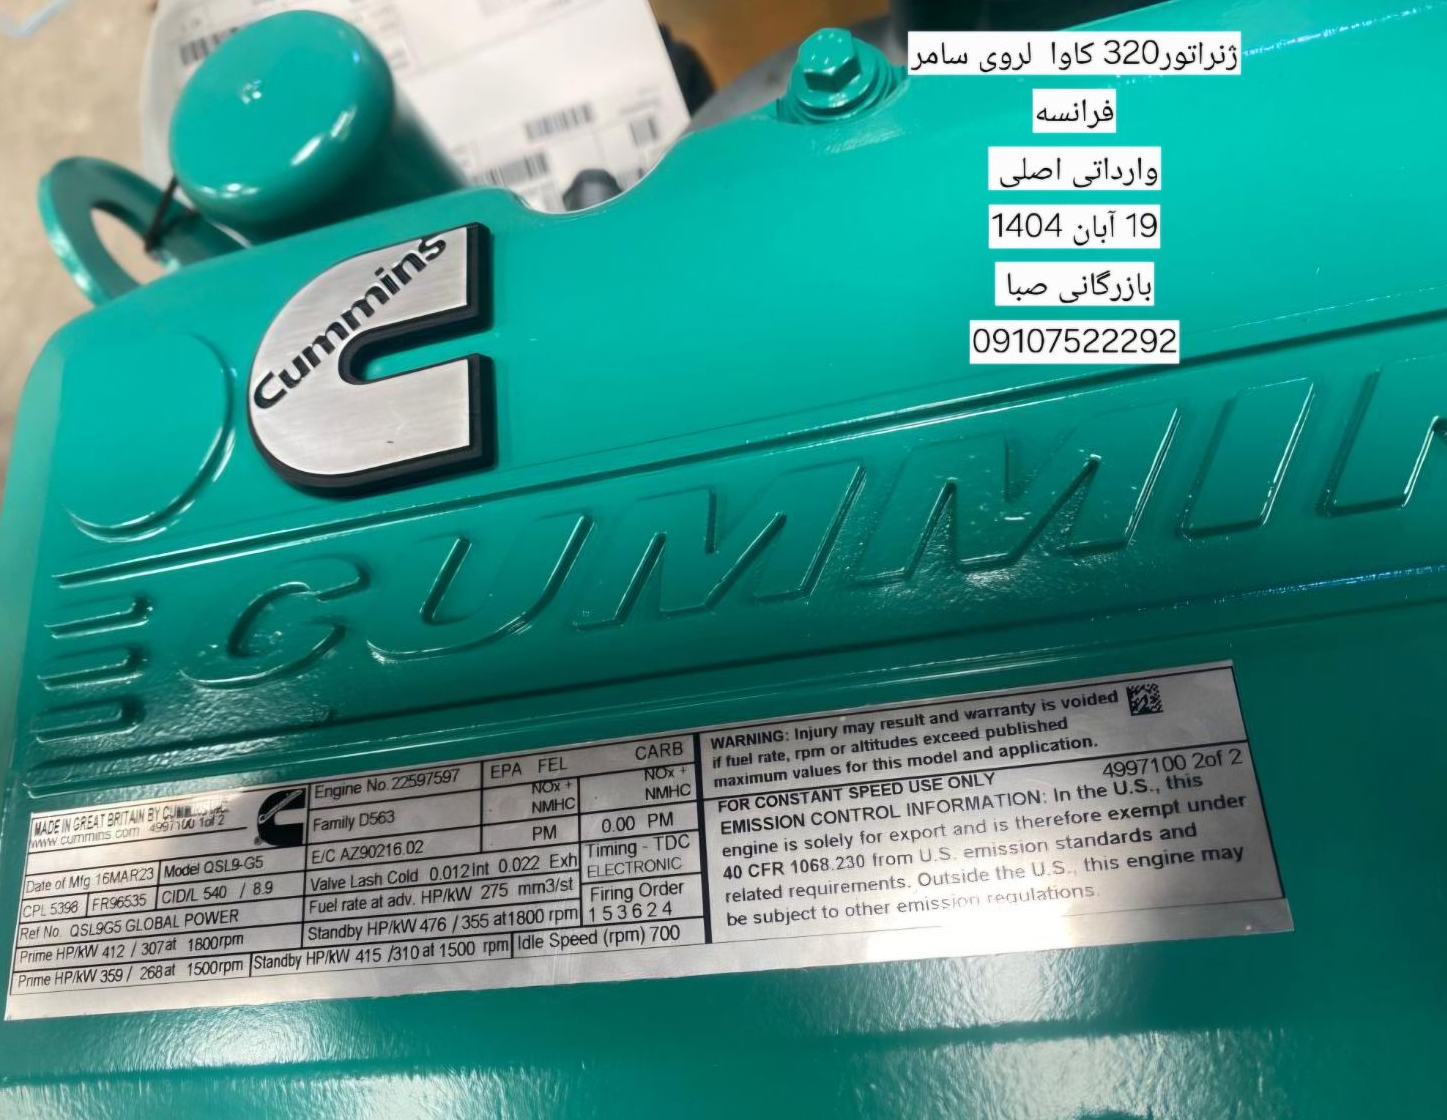 ژنراتور320 کاوا لروی سامر
فرانسه
وارداتی اصلی
19 آبان 1404
بازرگانی صبا
09107522292
Cummins
CUMMIN
MADE IN GREAT BRITAIN BY
www.cummins.com 4997100 1of 2
Date of Mfg 16MAR23 Model QSL9-G5
CPL 5398 FR96535 CID/L 540 / 8.9
Ref No. QSL9G5 GLOBAL POWER
Prime HP/kW 412 / 307at 1800rpm
Prime HP/kW 359 / 268at 1500rpm
Engine No. 22597597
Family D563
E/C AZ90216.02
EPA FEL CARB
NOx + NMHC NOx + NMHC
PM 0.00 PM
Valve Lash Cold 0.012Int 0.022 Exh
Timing - TDC
ELECTRONIC
Fuel rate at adv. HP/kW 275 mm3/st
Firing Order
1 5 3 6 2 4
Standby HP/kW 476 / 355 at1800 rpm
Standby HP/kW 415 /310 at 1500 rpm
Idle Speed (rpm) 700
WARNING: Injury may result and warranty is voided
if fuel rate, rpm or altitudes exceed published
maximum values for this model and application.
4997100 2of 2
FOR CONSTANT SPEED USE ONLY
EMISSION CONTROL INFORMATION: In the U.S., this
engine is solely for export and is therefore exempt under
40 CFR 1068.230 from U.S. emission standards and
related requirements. Outside the U.S., this engine may
be subject to other emission regulations.